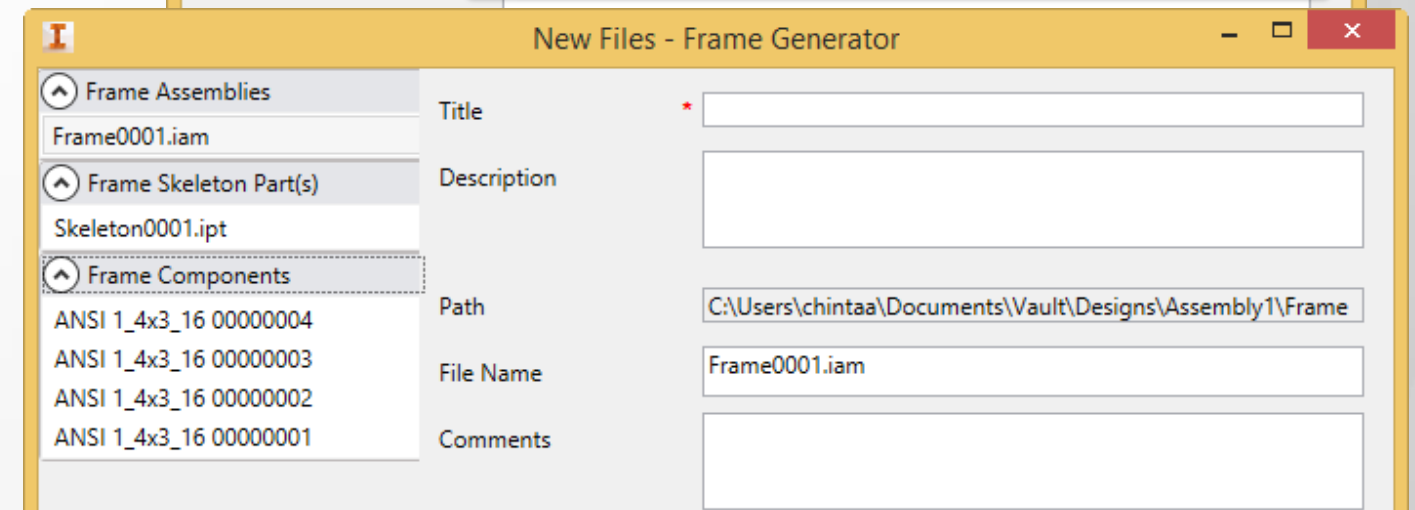 New Files - Frame Generator
Frame Assemblies
Frame0001.iam
Frame Skeleton Part(s)
Skeleton0001.ipt
Frame Components
ANSI 1_4x3_16 00000004
ANSI 1_4x3_16 00000003
ANSI 1_4x3_16 00000002
ANSI 1_4x3_16 00000001
Title *
Description
Path C:\Users\chintaa\Documents\Vault\Designs\Assembly1\Frame
File Name Frame0001.iam
Comments